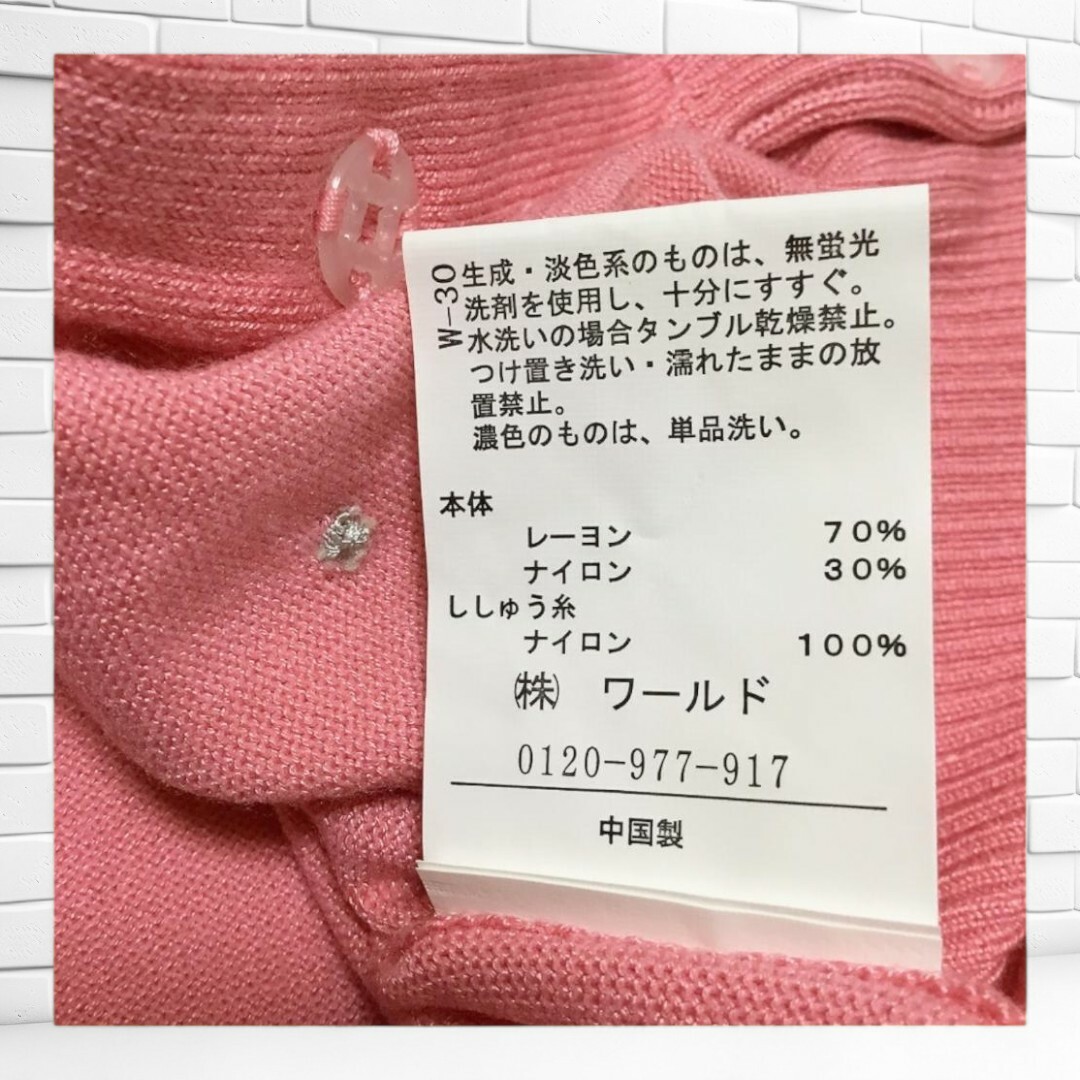 W-30
生成・淡色系のものは、無蛍光
洗剤を使用し、十分にすすぐ。
水洗いの場合タンブル乾燥禁止。
つけ置き洗い・濡れたままの放
置禁止。
濃色のものは、単品洗い。
本体
レーヨン 70%
ナイロン 30%
ししゅう糸
ナイロン 100%
㈱ ワールド
0120-977-917
中国製